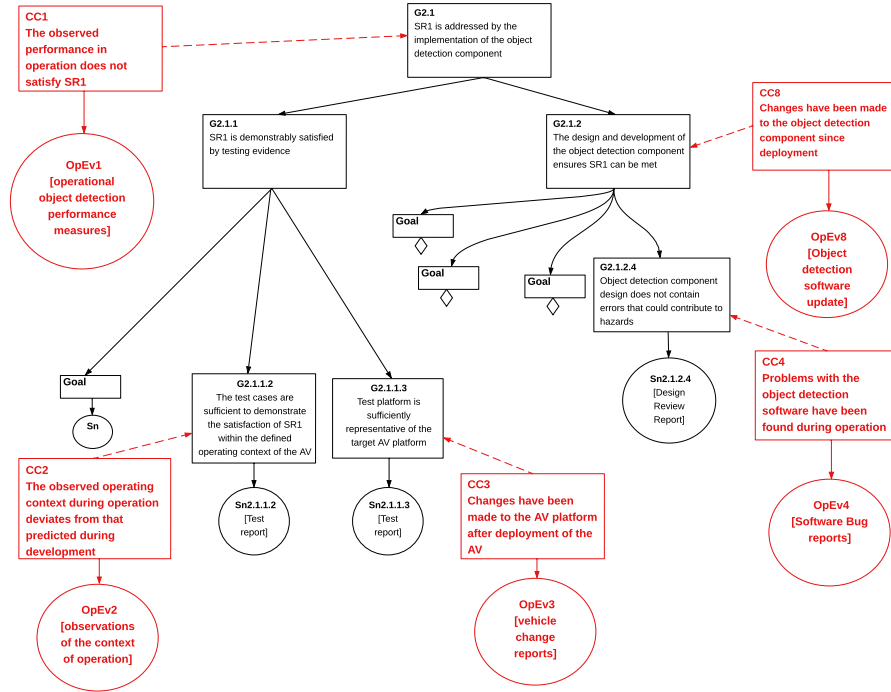 CC1
The observed
performance in
operation does not
satisfy SR1
G2.1
SR1 is addressed by the
implementation of the object
detection component
CC8
Changes have been made
to the object detection
component since
deployment
G2.1.1
SR1 is demonstrably satisfied
by testing evidence
G2.1.2
The design and development of
the object detection component
ensures SR1 can be met
OpEv1
[operational
object detection
performance
measures]
OpEv8
[Object
detection
software
update]
Goal
Goal
Goal
G2.1.2.4
Object detection component
design does not contain
errors that could contribute to
hazards
Goal
Sn
G2.1.1.2
The test cases are
sufficient to demonstrate
the satisfaction of SR1
within the defined
operating context of the AV
G2.1.1.3
Test platform is
sufficiently
representative of the
target AV platform
Sn2.1.2.4
[Design
Review
Report]
CC4
Problems with the
object detection
software have been
found during operation
CC2
The observed operating
context during operation
deviates from that
predicted during
development
Sn2.1.1.2
[Test
report]
Sn2.1.1.3
[Test
report]
CC3
Changes have been
made to the AV platform
after deployment of the
AV
OpEv4
[Software Bug
reports]
OpEv2
[observations
of the context
of operation]
OpEv3
[vehicle
change
reports]